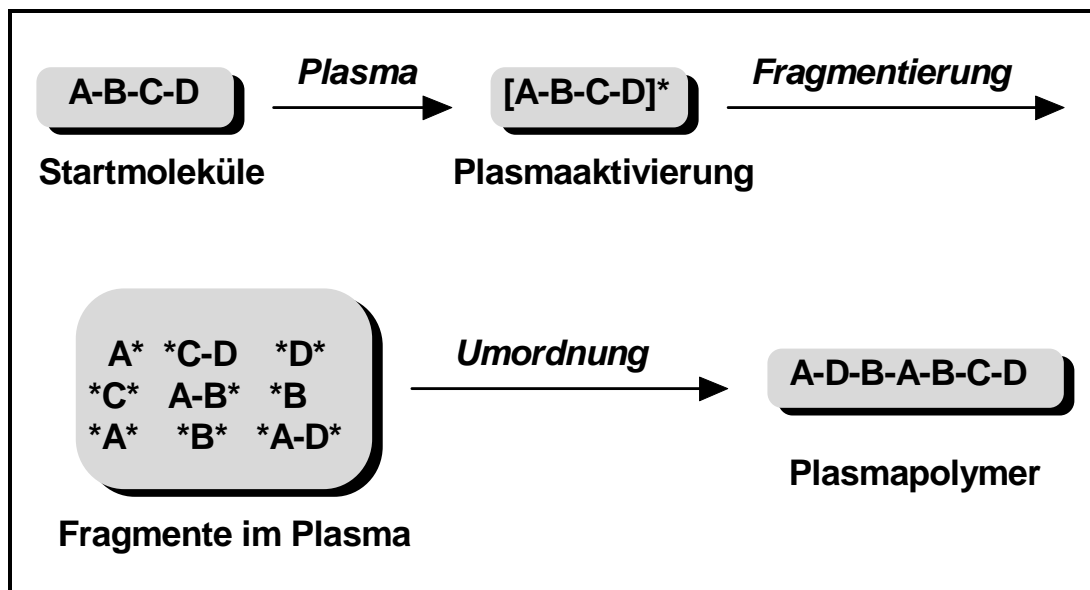 A-B-C-D
Plasma
[A-B-C-D]*
Fragmentierung
Startmoleküle
Plasmaaktivierung
A* *C-D *D*
*C* A-B* *B
*A* *B* *A-D*
Umordnung
A-D-B-A-B-C-D
Plasmapolymer
Fragmente im Plasma